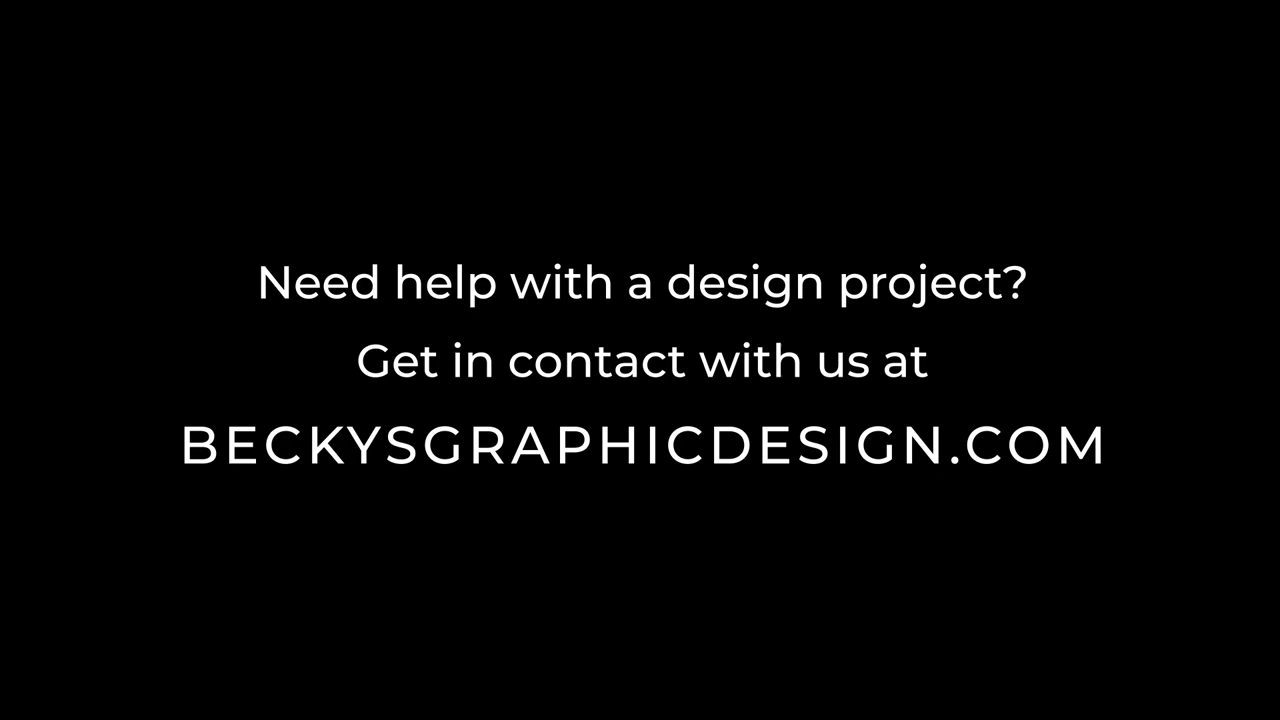 Need help with a design project?
Get in contact with us at
BECKYSGRAPHICDESIGN.COM